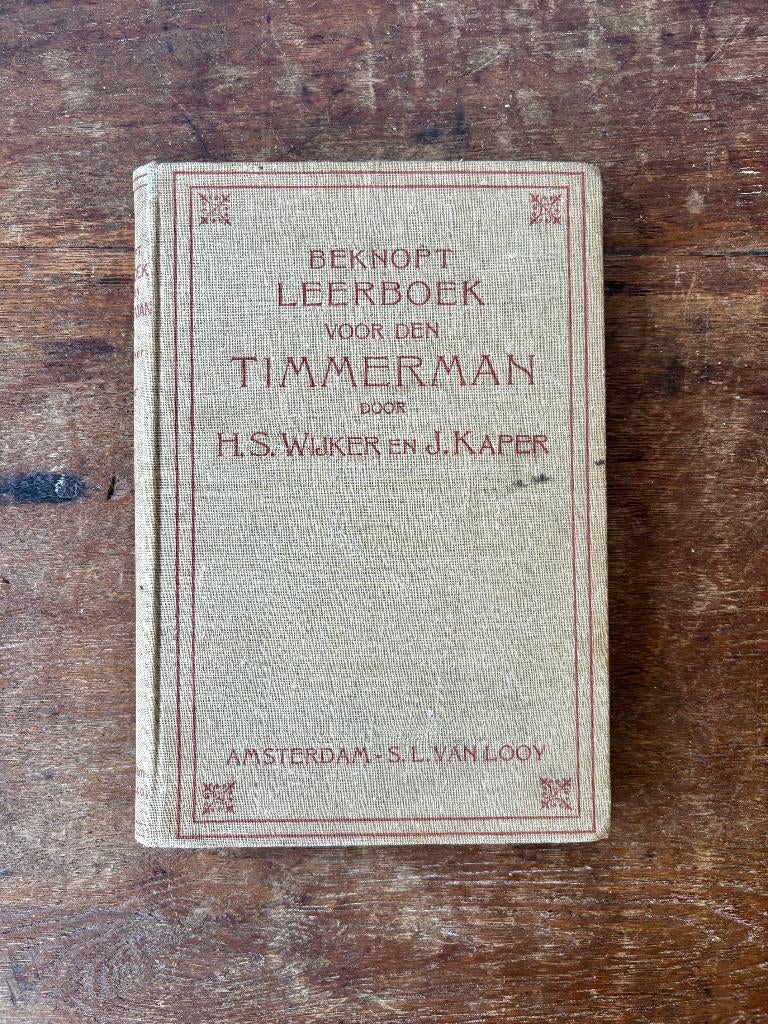 BEKNOPT
LEERBOEK
VOOR DEN
TIMMERMAN
DOOR
H.S. WIJKER EN J. KAPER
AMSTERDAM - S. L. VAN LOOY